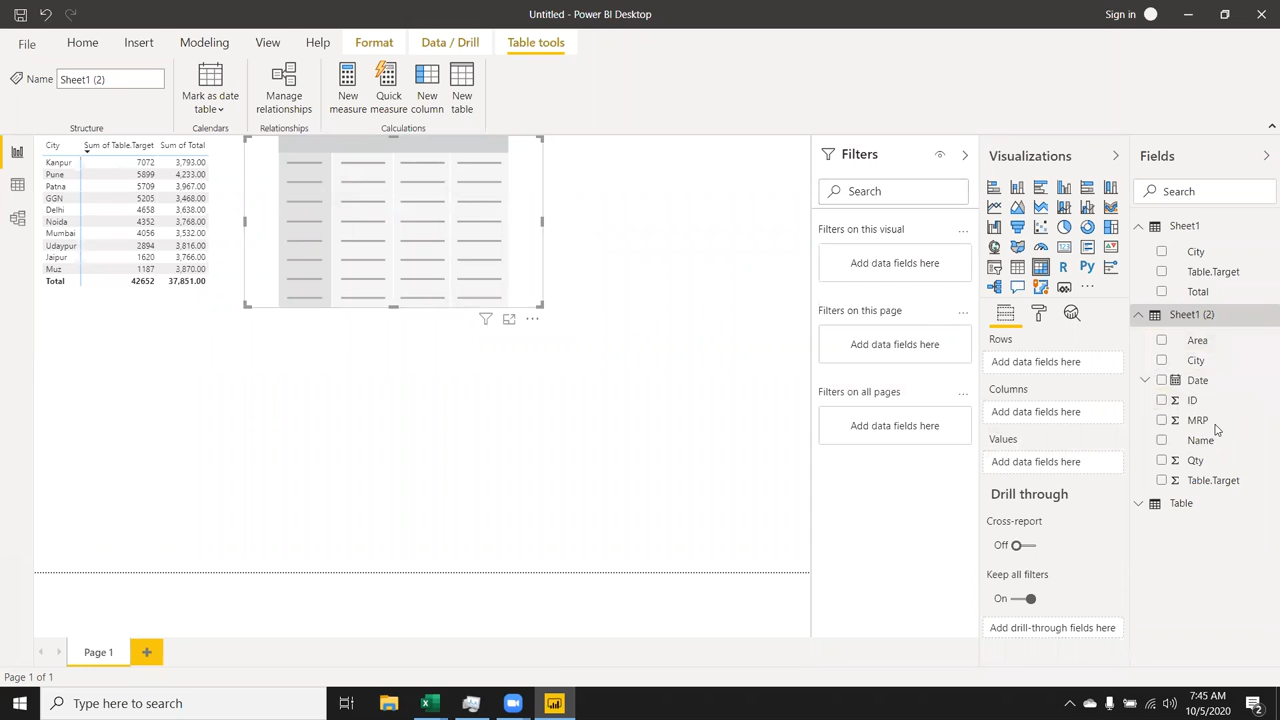 Untitled - Power BI Desktop
Sign in
File
Home
Insert
Modeling
View
Help
Format
Data / Drill
Table tools
Name
Sheet1 (2)
Mark as date table
Manage relationships
New measure
Quick measure
New column
New table
Structure
Calendars
Relationships
Calculations
City Sum of Table.Target Sum of Total
Kanpur 7072 3,793.00
Pune 5899 4,233.00
Patna 5709 3,967.00
GGN 5205 3,468.00
Delhi 4658 3,638.00
Noida 4352 3,768.00
Mumbai 4056 3,532.00
Udaypur 2894 3,816.00
Jaipur 1620 3,766.00
Muz 1187 3,870.00
Total 42652 37,851.00
Filters
Search
Filters on this visual
Add data fields here
Filters on this page
Add data fields here
Filters on all pages
Add data fields here
Visualizations
R
Py
123
Rows
Add data fields here
Columns
Add data fields here
Values
Add data fields here
Drill through
Cross-report
Off
Keep all filters
On
Add drill-through fields here
Fields
Search
Sheet1
City
Table.Target
Total
Sheet1 (2)
Area
City
Date
ID
MRP
Name
Qty
Table.Target
Table
Page 1
Page 1 of 1
Type here to search
7:45 AM
10/5/2020
2